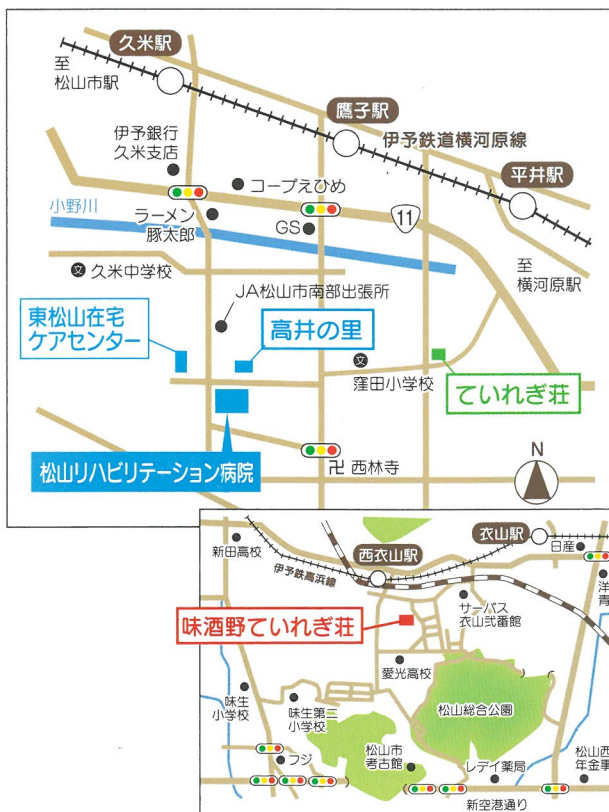 久米駅
至
松山市駅
鷹子駅
伊予鉄道横河原線
平井駅
伊予銀行
久米支店
コープえひめ
小野川
ラーメン
豚太郎
GS
11
至
横河原駅
文
久米中学校
JA松山市南部出張所
東松山在宅
ケアセンター
高井の里
文
窪田小学校
ていれぎ荘
松山リハビリテーション病院
卍 西林寺
N
新田高校
伊予鉄高浜線
西衣山駅
衣山駅
日産
洋
青
サーパス
衣山弐番館
味酒野ていれぎ荘
愛光高校
松山総合公園
味生
小学校
味生第二
小学校
フジ
松山市
考古館
レデイ薬局
松山西
年金事
新空港通り